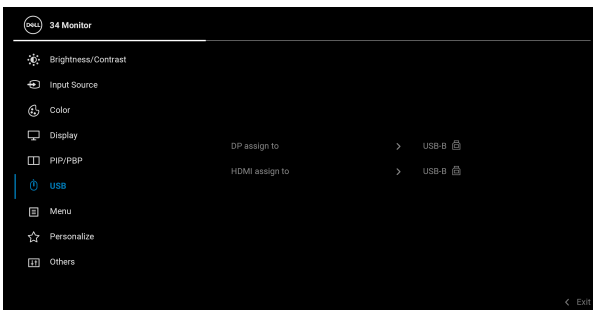 DELL 34 Monitor
Brightness/Contrast
Input Source
Color
Display
DP assign to > USB-B
PIP/PBP
HDMI assign to > USB-B
USB
Menu
Personalize
Others
< Exit